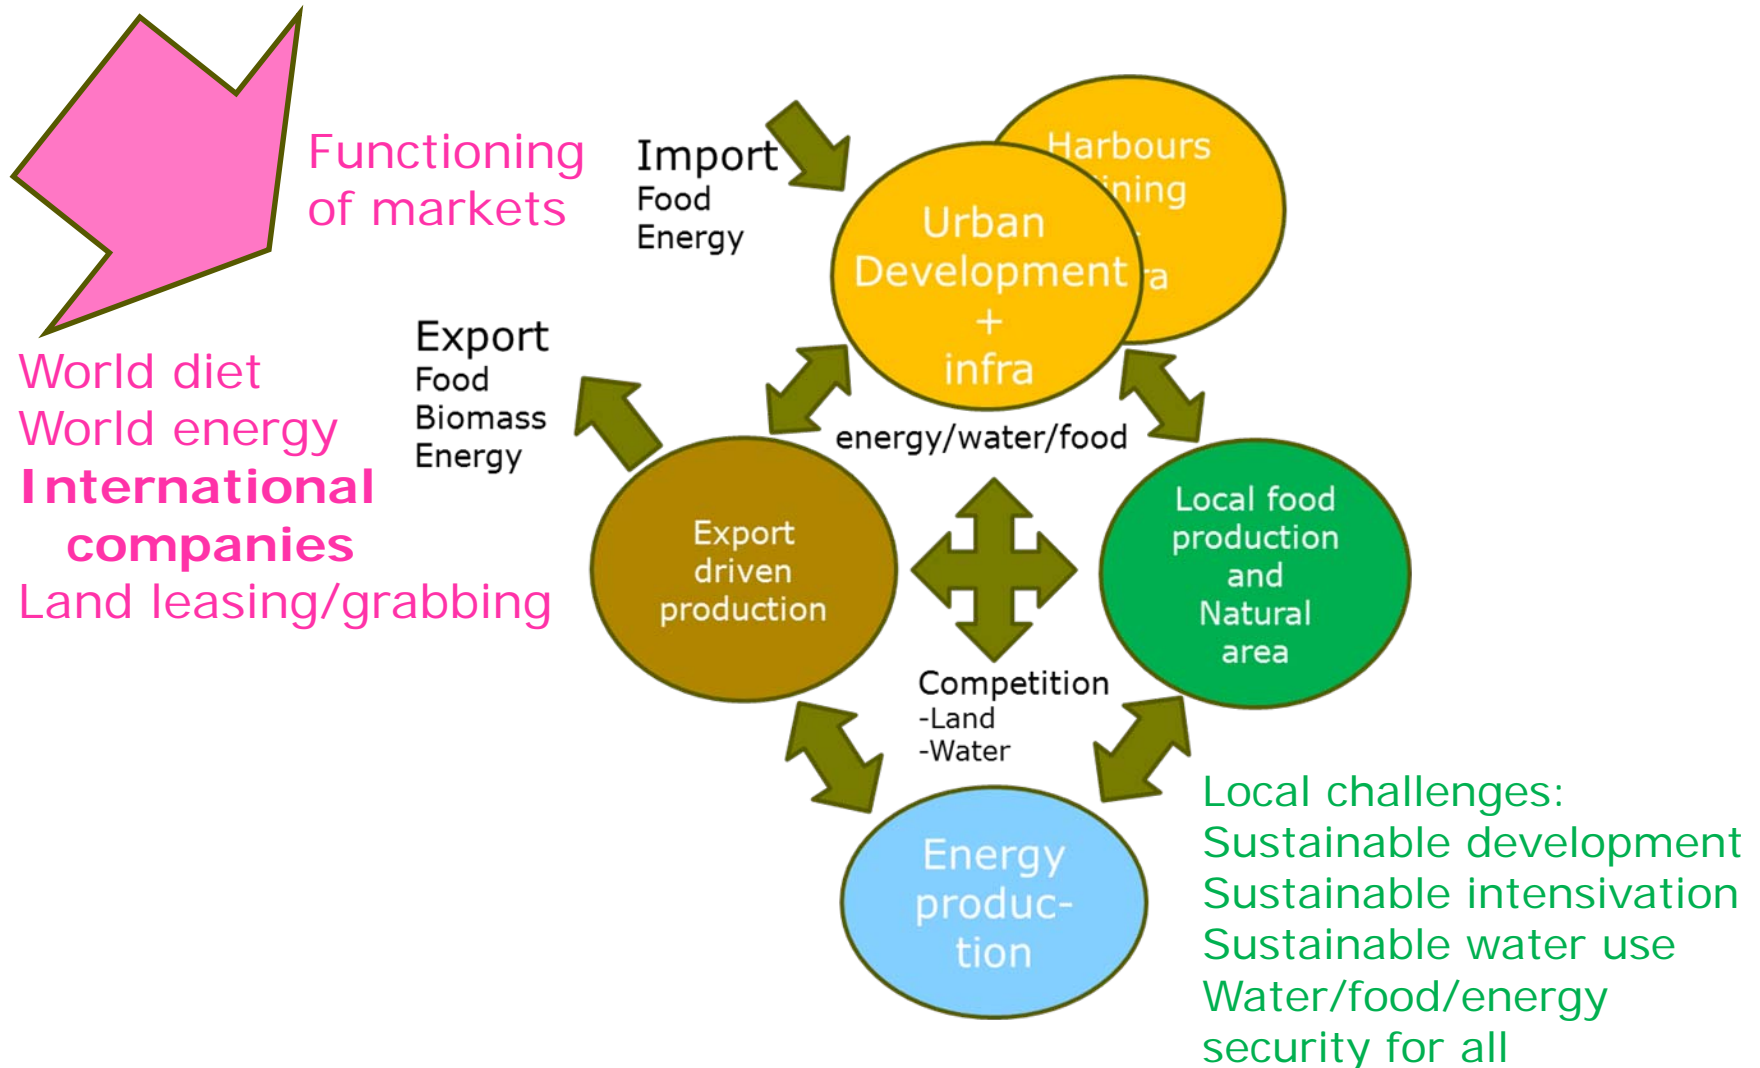 Functioning
of markets
World diet
World energy
International
companies
Land leasing/grabbing
Import
Food
Energy
Export
Food
Biomass
Energy
Harbours
Urban
Development
+
infra
energy/water/food
Export
driven
production
Local food
production
and
Natural
area
Competition
-Land
-Water
Energy
produc-
tion
Local challenges:
Sustainable development
Sustainable intensivation
Sustainable water use
Water/food/energy
security for all